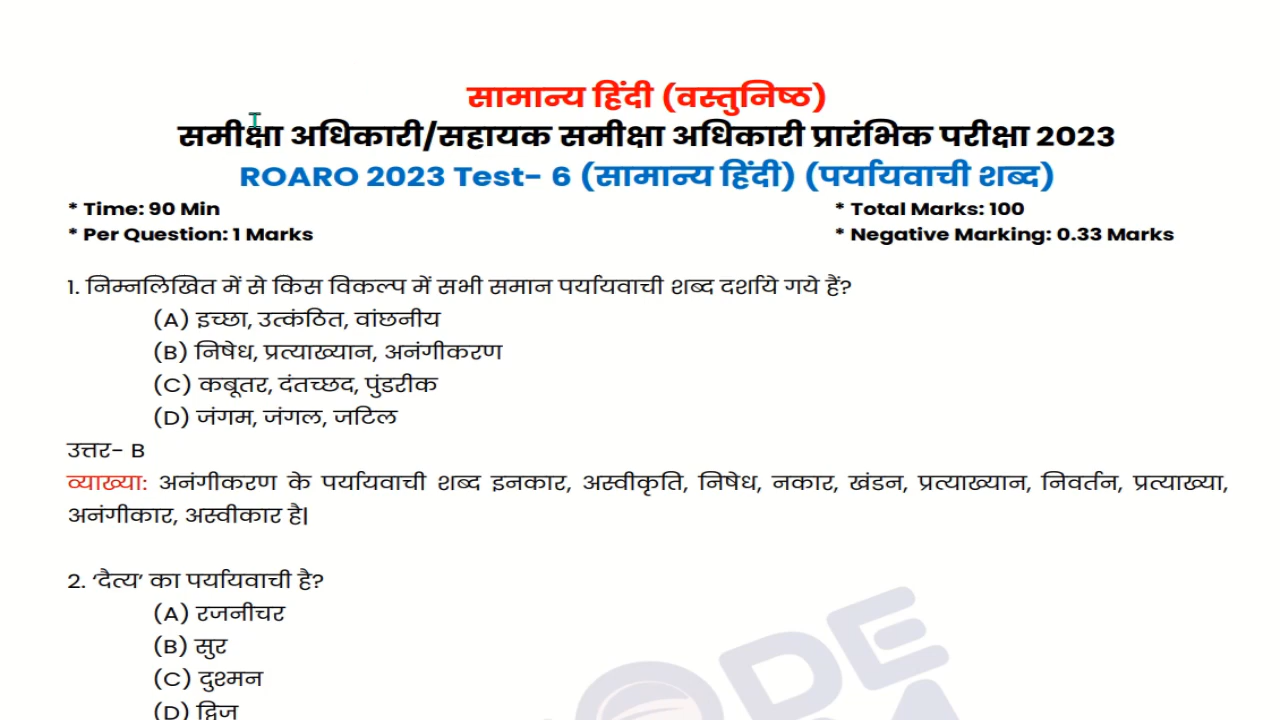 सामान्य हिंदी (वस्तुनिष्ठ)
समीक्षा अधिकारी/सहायक समीक्षा अधिकारी प्रारंभिक परीक्षा 2023
ROARO 2023 Test- 6 (सामान्य हिंदी) (पर्यायवाची शब्द)
* Time: 90 Min
* Total Marks: 100
* Per Question: 1 Marks
* Negative Marking: 0.33 Marks
1. निम्नलिखित में से किस विकल्प में सभी समान पर्यायवाची शब्द दर्शाये गये हैं?
(A) इच्छा, उत्कंठित, वांछनीय
(B) निषेध, प्रत्याख्यान, अनंगीकरण
(C) कबूतर, दंतच्छद, पुंडरीक
(D) जंगम, जंगल, जटिल
उत्तर- B
व्याख्या: अनंगीकरण के पर्यायवाची शब्द इनकार, अस्वीकृति, निषेध, नकार, खंडन, प्रत्याख्यान, निवर्तन, प्रत्याख्या,
अनंगीकार, अस्वीकार है|
2. ‘दैत्य’ का पर्यायवाची है?
(A) रजनीचर
(B) सुर
(C) दुश्मन
(D) द्विज